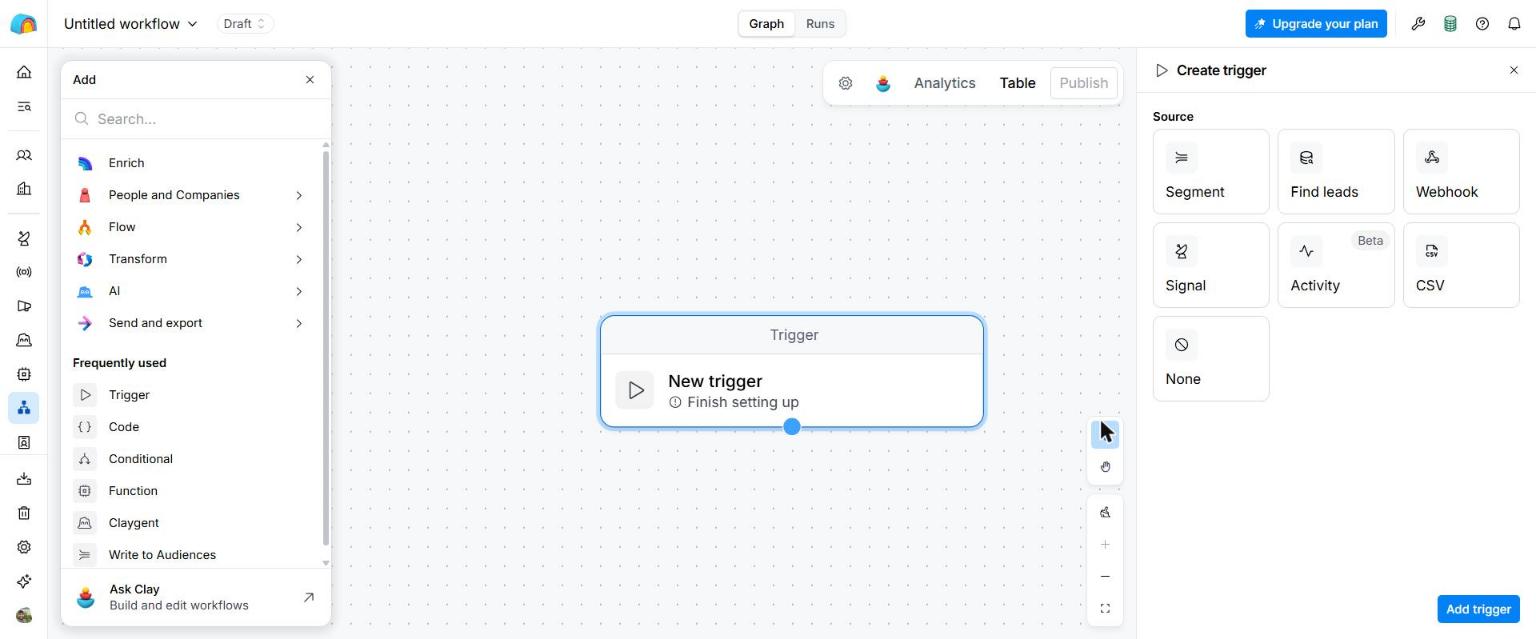 Untitled workflow
Draft
Graph
Runs
Upgrade your plan
Add
Search...
Enrich
People and Companies
Flow
Transform
AI
Send and export
Frequently used
Trigger
Code
Conditional
Function
Claygent
Write to Audiences
Ask Clay
Build and edit workflows
Analytics
Table
Publish
Trigger
New trigger
Finish setting up
Create trigger
Source
Segment
Find leads
Webhook
Signal
Beta
Activity
CSV
CSV
None
Add trigger